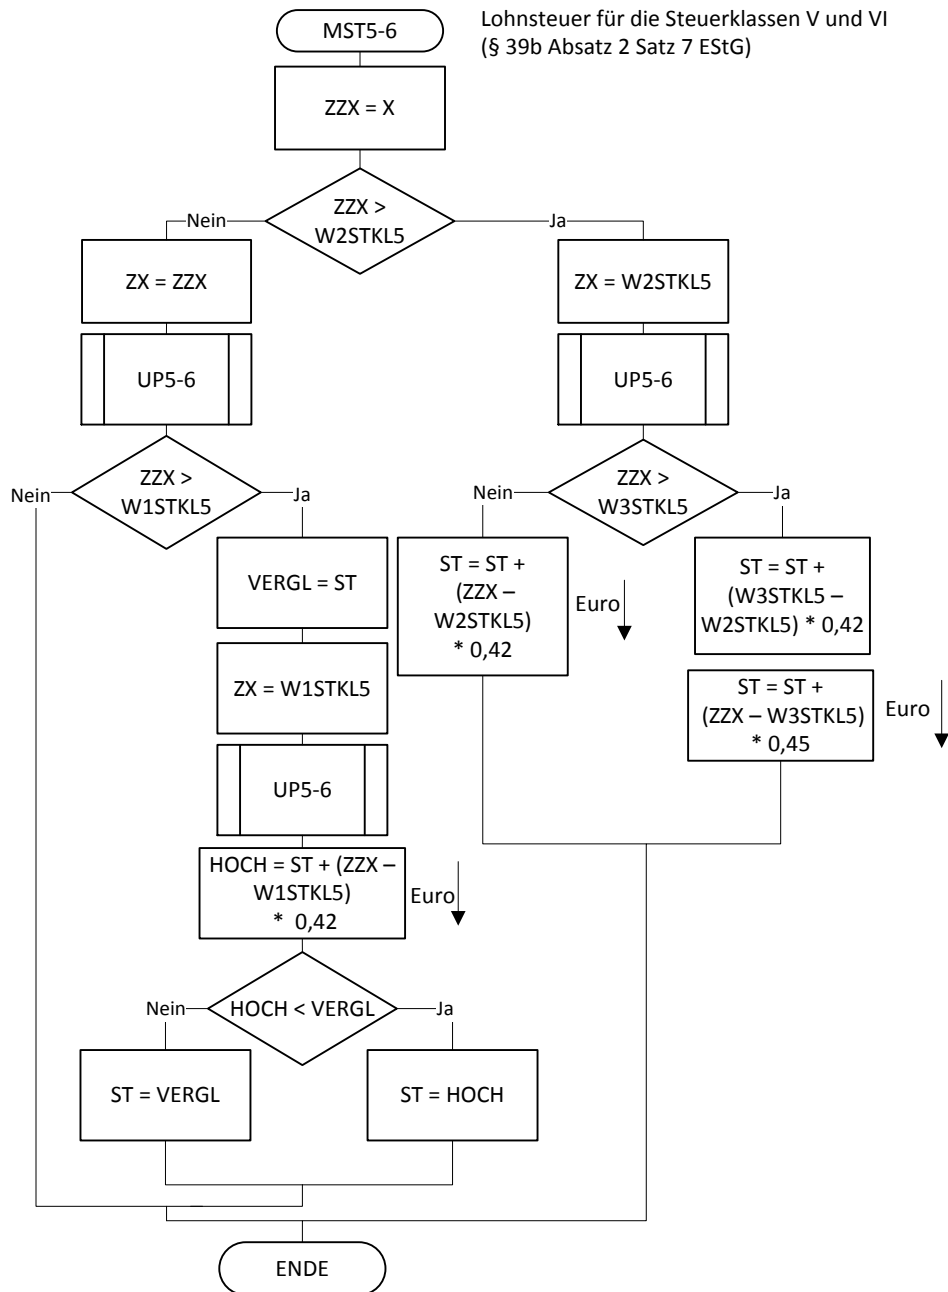 MST5-6
Lohnsteuer für die Steuerklassen V und VI
(§ 39b Absatz 2 Satz 7 EStG)
ZZX = X
ZZX >
W2STKL5
Nein
Ja
ZX = ZZX
ZX = W2STKL5
UP5-6
UP5-6
ZZX >
W1STKL5
Nein
Ja
ZZX >
W3STKL5
Nein
Ja
VERGL = ST
ST = ST +
(ZZX –
W2STKL5)
* 0,42
Euro
ST = ST +
(W3STKL5 –
W2STKL5) * 0,42
ZX = W1STKL5
ST = ST +
(ZZX – W3STKL5)
* 0,45
Euro
UP5-6
HOCH = ST + (ZZX –
W1STKL5)
* 0,42
Euro
HOCH < VERGL
Nein
Ja
ST = VERGL
ST = HOCH
ENDE